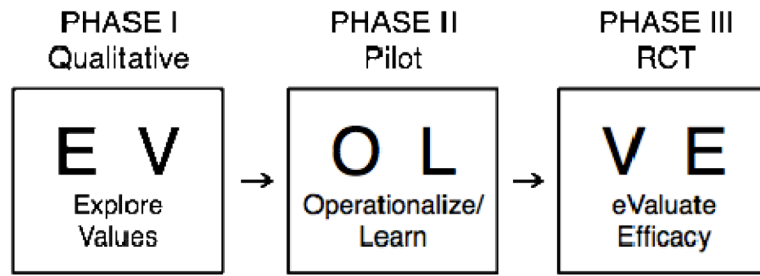 PHASE I
Qualitative
E V
Explore
Values
→
PHASE II
Pilot
O L
Operationalize/
Learn
→
PHASE III
RCT
V E
eValuate
Efficacy